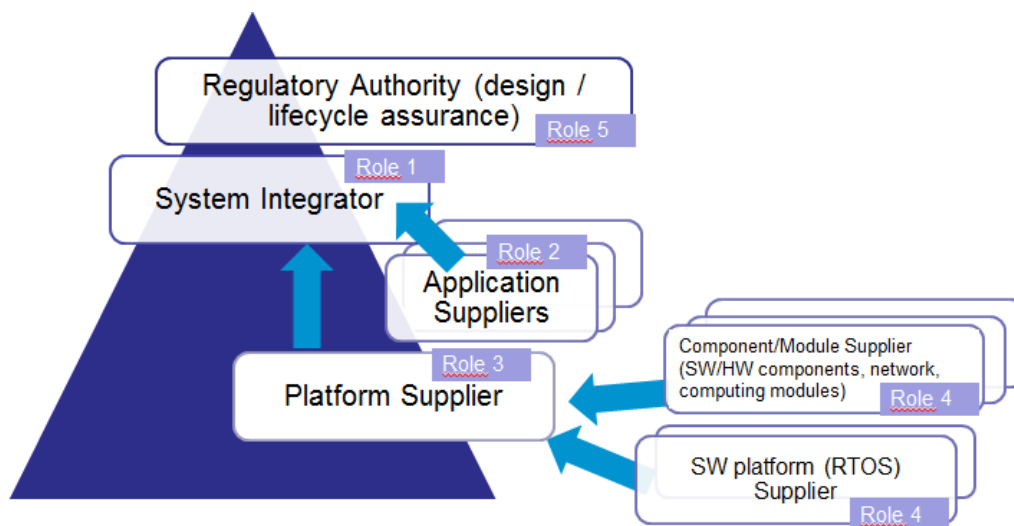 Regulatory Authority (design /
lifecycle assurance)
Role 5
Role 1
System Integrator
Role 2
Application
Suppliers
Role 3
Platform Supplier
Component/Module Supplier
(SW/HW components, network,
computing modules)
Role 4
SW platform (RTOS)
Supplier
Role 4